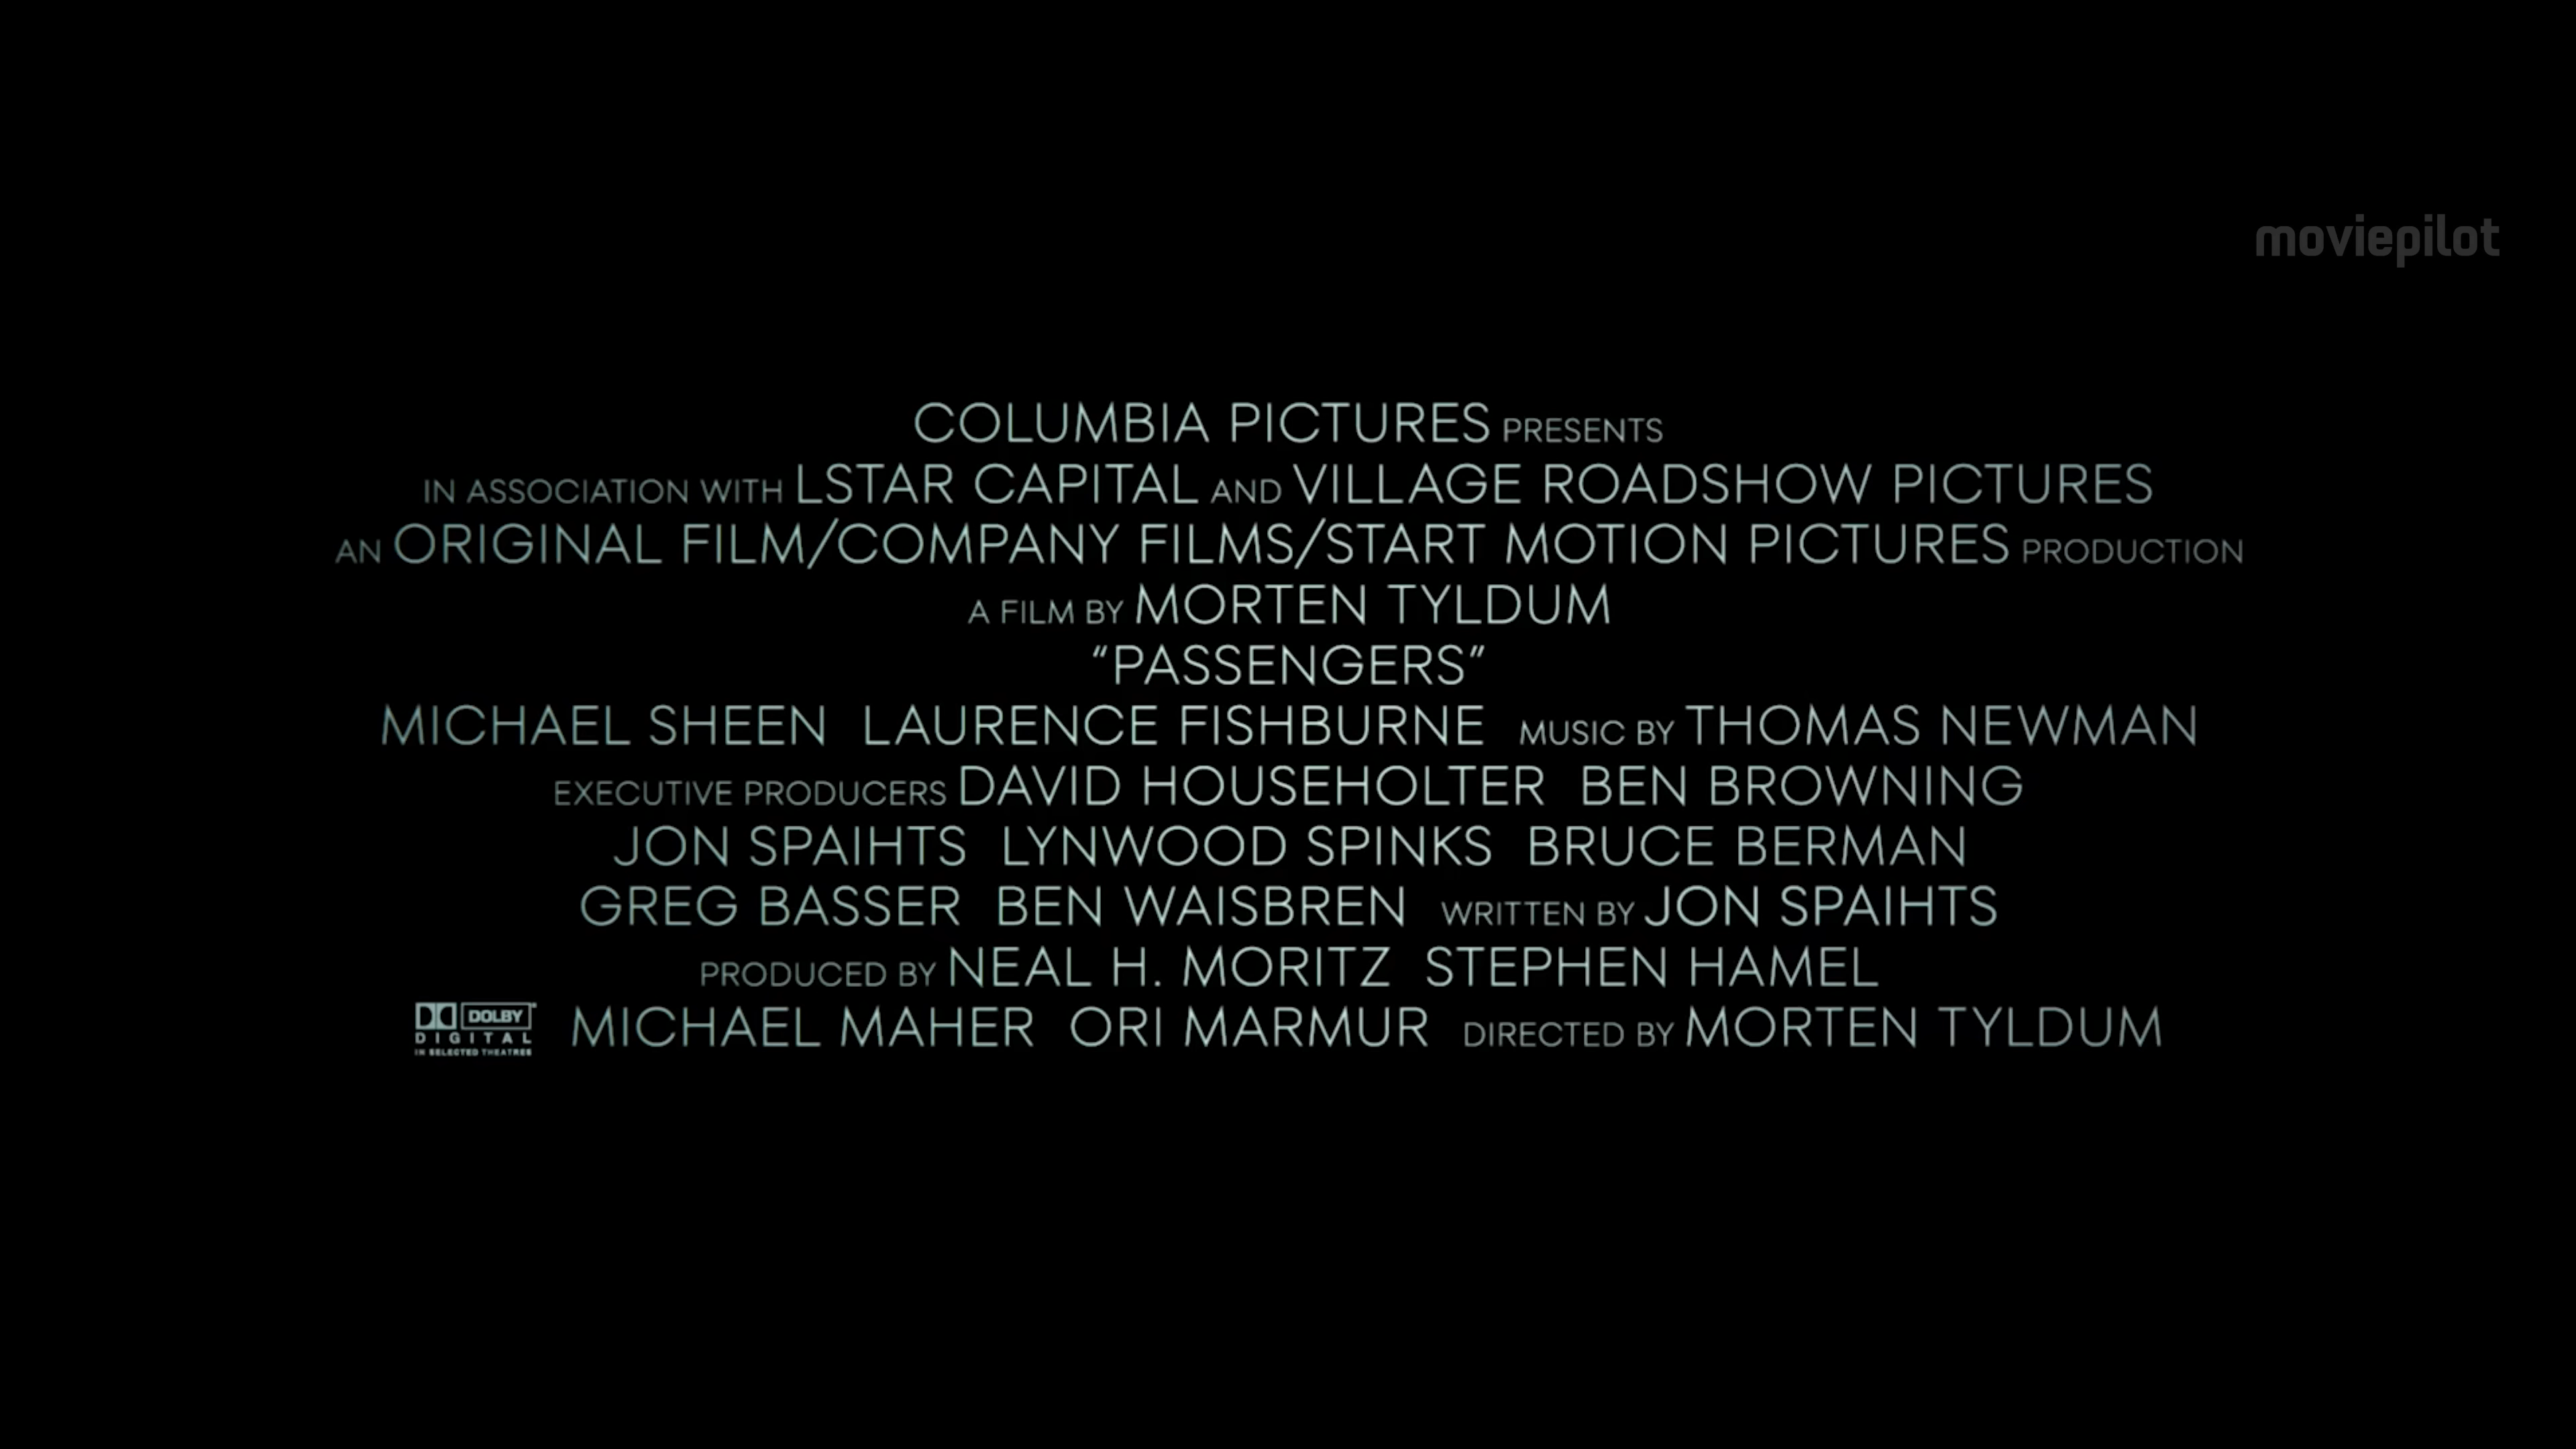 moviepilot
COLUMBIA PICTURES PRESENTS
IN ASSOCIATION WITH LSTAR CAPITAL AND VILLAGE ROADSHOW PICTURES
AN ORIGINAL FILM/COMPANY FILMS/START MOTION PICTURES PRODUCTION
A FILM BY MORTEN TYLDUM
“PASSENGERS”
MICHAEL SHEEN LAURENCE FISHBURNE MUSIC BY THOMAS NEWMAN
EXECUTIVE PRODUCERS DAVID HOUSEHOLTER BEN BROWNING
JON SPAIHTS LYNWOOD SPINKS BRUCE BERMAN
GREG BASSER BEN WAISBREN WRITTEN BY JON SPAIHTS
PRODUCED BY NEAL H. MORITZ STEPHEN HAMEL
MICHAEL MAHER ORI MARMUR DIRECTED BY MORTEN TYLDUM
DOLBY
DIGITAL
IN SELECTED THEATRES